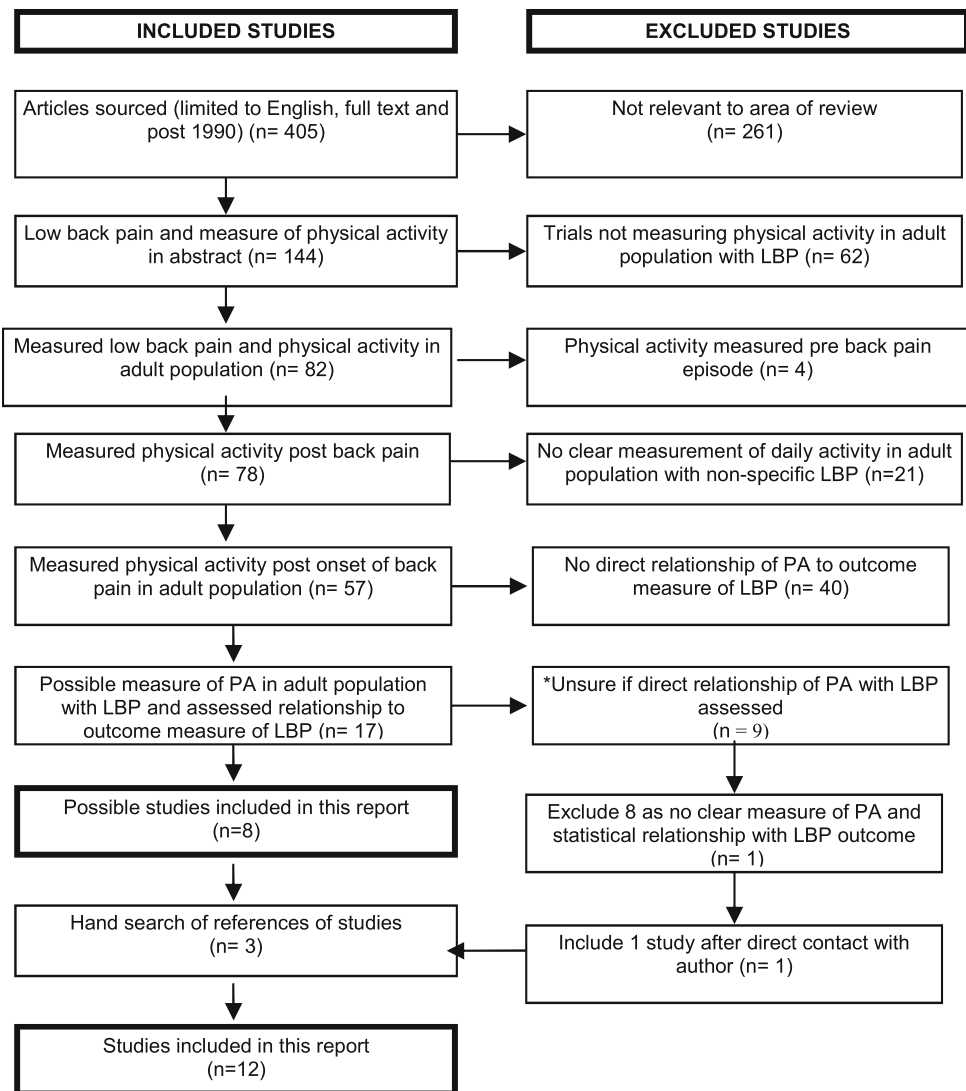 INCLUDED STUDIES
EXCLUDED STUDIES
Articles sourced (limited to English, full text and
post 1990) (n= 405)
Not relevant to area of review
(n= 261)
Low back pain and measure of physical activity
in abstract (n= 144)
Trials not measuring physical activity in adult
population with LBP (n= 62)
Measured low back pain and physical activity in
adult population (n= 82)
Physical activity measured pre back pain
episode (n= 4)
Measured physical activity post back pain
(n= 78)
No clear measurement of daily activity in adult
population with non-specific LBP (n=21)
Measured physical activity post onset of back
pain in adult population (n= 57)
No direct relationship of PA to outcome
measure of LBP (n= 40)
Possible measure of PA in adult population
with LBP and assessed relationship to
outcome measure of LBP (n= 17)
*Unsure if direct relationship of PA with LBP
assessed
(n = 9)
Possible studies included in this report
(n=8)
Exclude 8 as no clear measure of PA and
statistical relationship with LBP outcome
(n= 1)
Hand search of references of studies
(n= 3)
Include 1 study after direct contact with
author (n= 1)
Studies included in this report
(n=12)